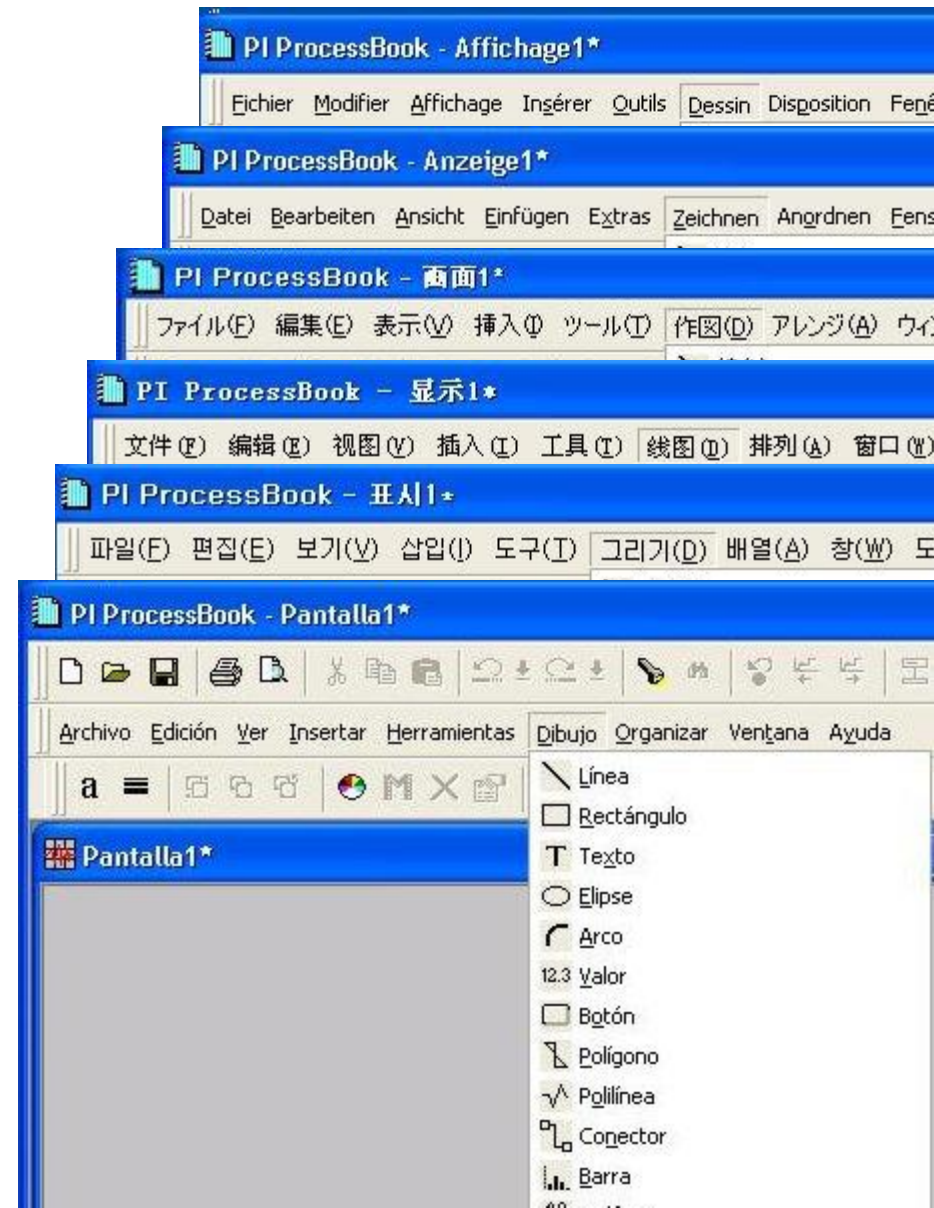 PI ProcessBook - Affichage1*
Fichier Modifier Affichage Insérer Outils Dessin Disposition
PI ProcessBook - Anzeige1*
Datei Bearbeiten Ansicht Einfügen Extras Zeichnen Anordnen
PI ProcessBook - 画面1*
ファイル(F) 編集(E) 表示(V) 挿入(I) ツール(T) 作図(D) アレンジ(A)
PI ProcessBook - 显示1*
文件(F) 编辑(E) 视图(V) 插入(I) 工具(T) 线图(D) 排列(A) 窗口(W)
PI ProcessBook - 표시1*
파일(F) 편집(E) 보기(V) 삽입(I) 도구(T) 그리기(D) 배열(A) 창(W) 도
PI ProcessBook - Pantalla1*
Archivo Edición Ver Insertar Herramientas Dibujo Organizar Ventana Ayuda
a
Pantalla1*
Línea
Rectángulo
T Texto
Elipse
Arco
12.3 Valor
Botón
Polígono
Polilínea
Conector
Barra